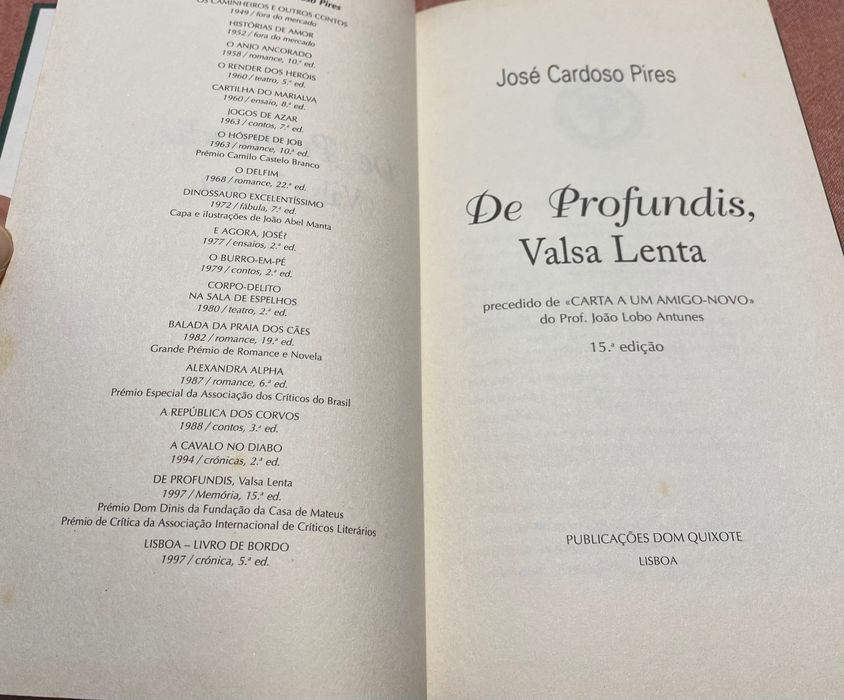 OS CAMINHEIROS E OUTROS CONTOS
1949 / fora do mercado
HISTÓRIAS DE AMOR
1952 / fora do mercado
O ANJO ANCORADO
1958 / romance, 10.ª ed.
O RENDER DOS HERÓIS
1960 / teatro, 5.ª ed.
CARTILHA DO MARIALVA
1960 / ensaio, 8.ª ed.
JOGOS DE AZAR
1963 / contos, 7.ª ed.
O HÓSPEDE DE JOB
1963 / romance, 10.ª ed.
Prémio Camilo Castelo Branco
O DELFIM
1968 / romance, 22.ª ed.
DINOSSAURO EXCELENTÍSSIMO
1972 / fábula, 7.ª ed.
Capa e ilustrações de João Abel Manta
E AGORA, JOSÉ?
1977 / ensaios, 2.ª ed.
O BURRO-EM-PÉ
1979 / contos, 2.ª ed.
CORPO-DELITO
NA SALA DE ESPELHOS
1980 / teatro, 2.ª ed.
BALADA DA PRAIA DOS CÃES
1982 / romance, 19.ª ed.
Grande Prémio de Romance e Novela
ALEXANDRA ALPHA
1987 / romance, 6.ª ed.
Prémio Especial da Associação dos Críticos do Brasil
A REPÚBLICA DOS CORVOS
1988 / contos, 3.ª ed.
A CAVALO NO DIABO
1994 / crónicas, 2.ª ed.
DE PROFUNDIS, Valsa Lenta
1997 / Memória, 15.ª ed.
Prémio Dom Dinis da Fundação da Casa de Mateus
Prémio de Crítica da Associação Internacional de Críticos Literários
LISBOA – LIVRO DE BORDO
1997 / crónica, 5.ª ed.
José Cardoso Pires
De Profundis,
Valsa Lenta
precedido de «CARTA A UM AMIGO-NOVO»
do Prof. João Lobo Antunes
15.ª edição
PUBLICAÇÕES DOM QUIXOTE
LISBOA